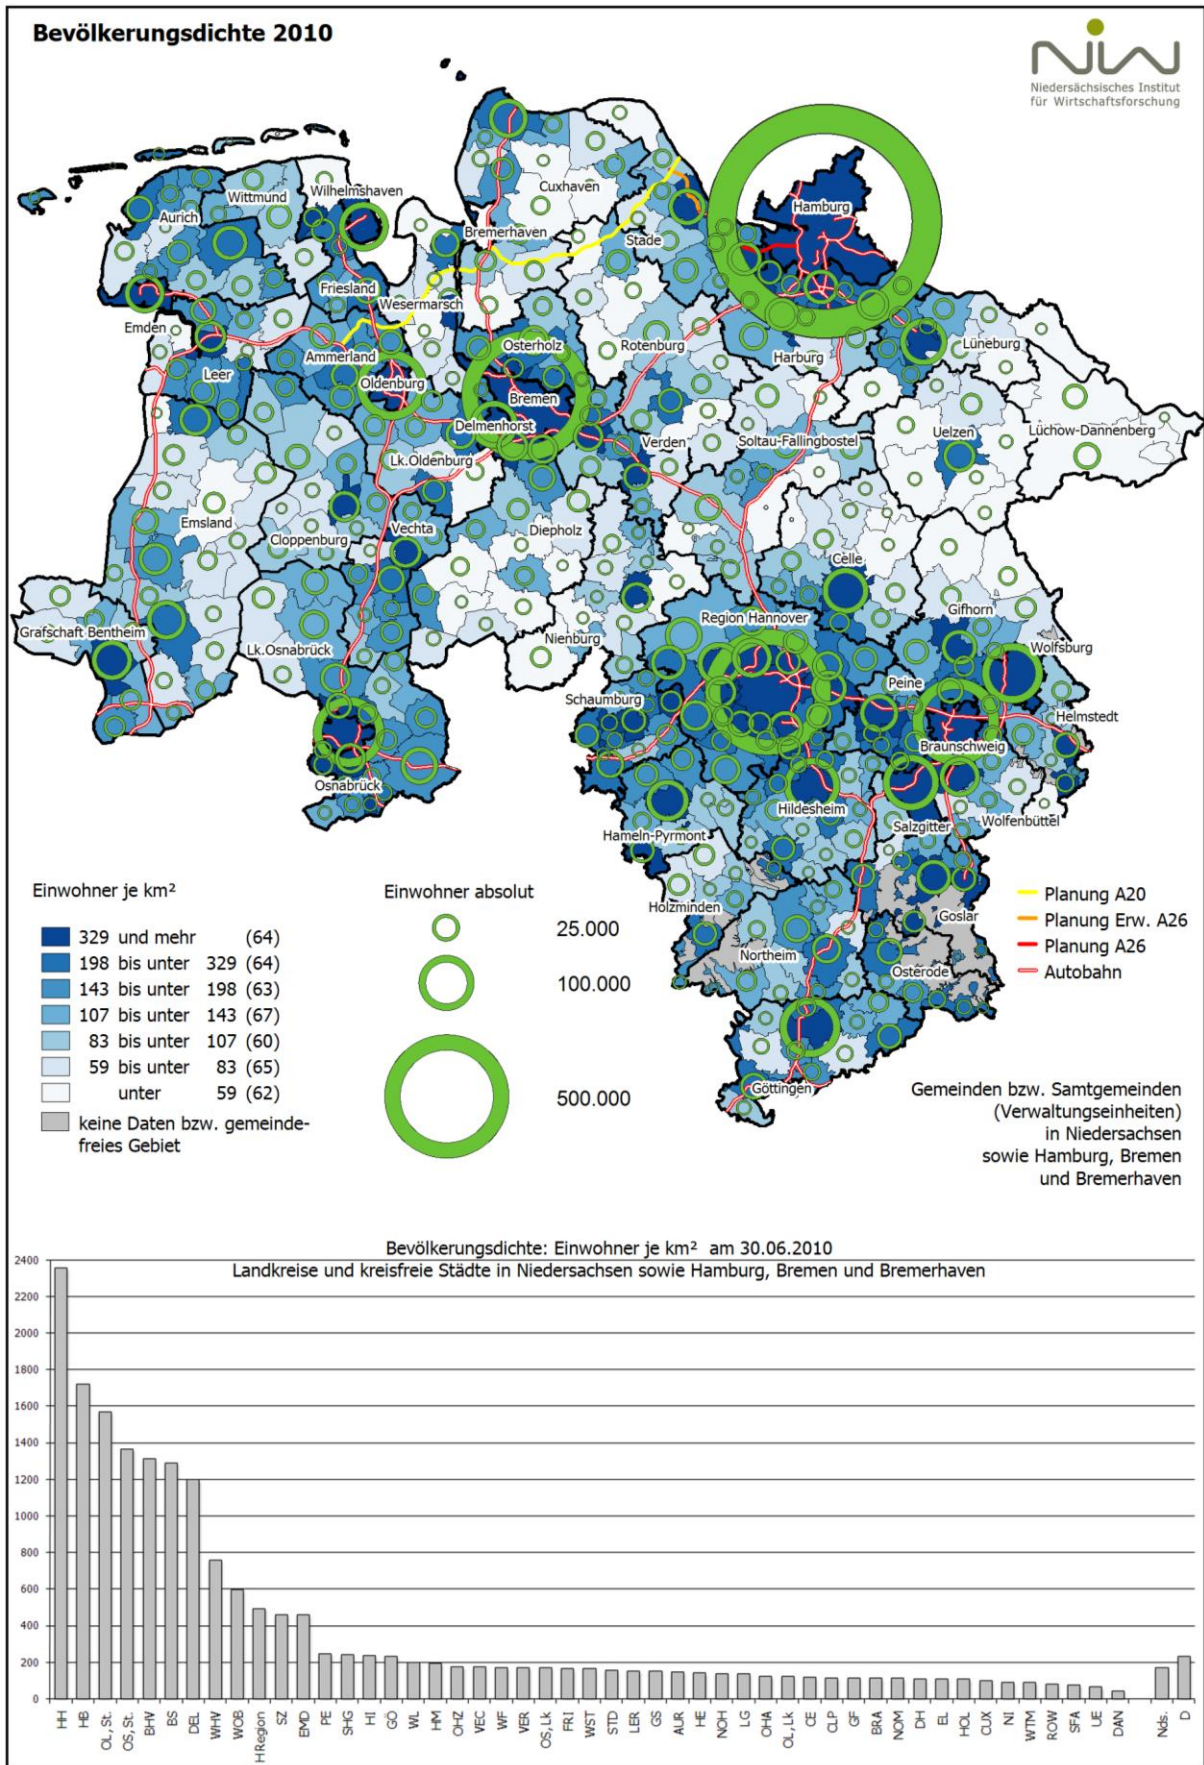 Bevölkerungsdichte 2010
NIW
Niedersächsisches Institut
für Wirtschaftsforschung
Hamburg
Cuxhaven
Wittmund
Wilhelmshaven
Aurich
Bremerhaven
Stade
Friesland
Wesermarsch
Emden
Osterholz
Rotenburg
Harburg
Lüneburg
Ammerland
Leer
Oldenburg
Bremen
Delmenhorst
Verden
Soltau-Fallingbostel
Uelzen
Lüchow-Dannenberg
Lk.Oldenburg
Emsland
Cloppenburg
Vechta
Diepholz
Celle
Gifhorn
Region Hannover
Grafschaft Bentheim
Lk.Osnabrück
Nienburg
Wolfsburg
Peine
Schaumburg
Helmstedt
Braunschweig
Osnabrück
Hildesheim
Salzgitter
Wolfenbüttel
Hameln-Pyrmont
Holzminden
Goslar
Northeim
Osterode
Göttingen
Einwohner je km²
329 und mehr (64)
198 bis unter 329 (64)
143 bis unter 198 (63)
107 bis unter 143 (67)
83 bis unter 107 (60)
59 bis unter 83 (65)
unter 59 (62)
keine Daten bzw. gemeinde-
freies Gebiet
Einwohner absolut
25.000
100.000
500.000
Planung A20
Planung Erw. A26
Planung A26
Autobahn
Gemeinden bzw. Samtgemeinden
(Verwaltungseinheiten)
in Niedersachsen
sowie Hamburg, Bremen
und Bremerhaven
Bevölkerungsdichte: Einwohner je km² am 30.06.2010
Landkreise und kreisfreie Städte in Niedersachsen sowie Hamburg, Bremen und Bremerhaven
2400
2200
2000
1800
1600
1400
1200
1000
800
600
400
200
0
HH
HB
OL, St.
OS, St.
BHV
BS
DEL
WHV
WOB
H Region
SZ
EMD
PE
SHG
HI
GÖ
WL
HM
OHZ
VEC
WF
VER
OS, Lk
FRI
WST
STD
LER
GS
AUR
HE
NOH
LG
OHA
OL, Lk
CE
CLP
GF
BRA
NOM
DH
EL
HOL
CUX
NI
WTM
ROW
SFA
UE
DAN
Nds.
D